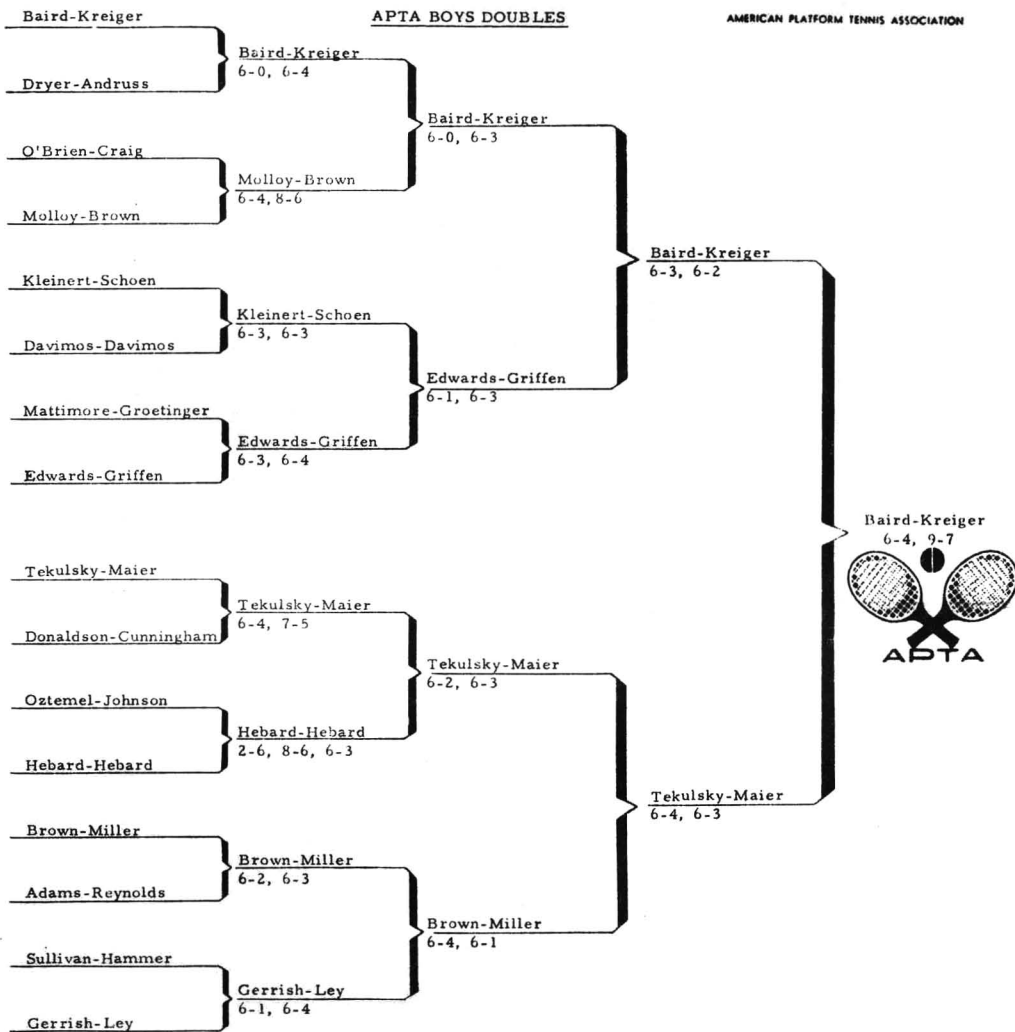 APTA BOYS DOUBLES
AMERICAN PLATFORM TENNIS ASSOCIATION
Baird-Kreiger
Dryer-Andruss
O'Brien-Craig
Molloy-Brown
Kleinert-Schoen
Davimos-Davimos
Mattimore-Groetinger
Edwards-Griffen
Tekulsky-Maier
Donaldson-Cunningham
Oztemel-Johnson
Hebard-Hebard
Brown-Miller
Adams-Reynolds
Sullivan-Hammer
Gerrish-Ley
Baird-Kreiger
6-0, 6-4
Molloy-Brown
6-4, 8-6
Kleinert-Schoen
6-3, 6-3
Edwards-Griffen
6-3, 6-4
Tekulsky-Maier
6-4, 7-5
Hebard-Hebard
2-6, 8-6, 6-3
Brown-Miller
6-2, 6-3
Gerrish-Ley
6-1, 6-4
Baird-Kreiger
6-0, 6-3
Edwards-Griffen
6-1, 6-3
Tekulsky-Maier
6-2, 6-3
Brown-Miller
6-4, 6-1
Baird-Kreiger
6-3, 6-2
Tekulsky-Maier
6-4, 6-3
Baird-Kreiger
6-4, 9-7
APTA